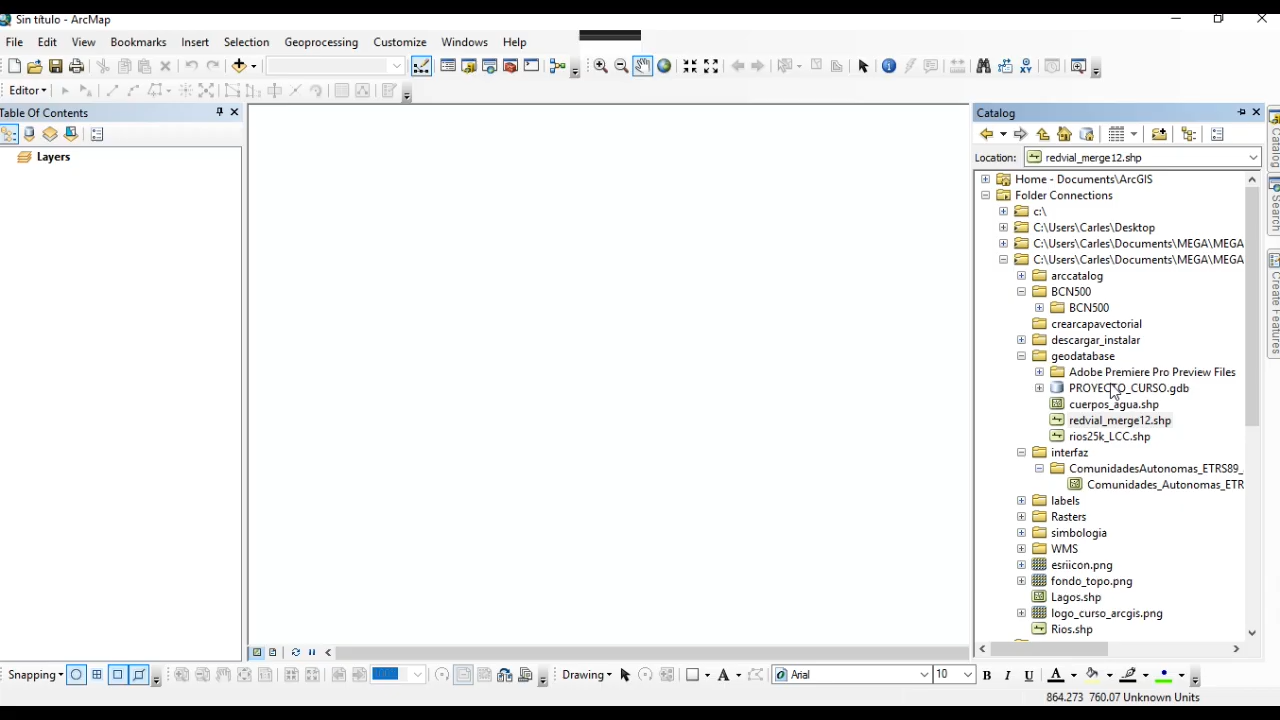 Sin título - ArcMap
File Edit View Bookmarks Insert Selection Geoprocessing Customize Windows Help
Editor
Table Of Contents
Layers
Catalog
Location: redvial_merge12.shp
Home - Documents\ArcGIS
Folder Connections
c:\
C:\Users\Carles\Desktop
C:\Users\Carles\Documents\MEGA\MEGA
C:\Users\Carles\Documents\MEGA\MEGA
arccatalog
BCN500
BCN500
crearcapavectorial
descargar_instalar
geodatabase
Adobe Premiere Pro Preview Files
PROYECTO_CURSO.gdb
cuerpos_agua.shp
redvial_merge12.shp
rios25k_LCC.shp
interfaz
ComunidadesAutonomas_ETRS89_
Comunidades_Autonomas_ETR
labels
Rasters
simbologia
WMS
esriicon.png
fondo_topo.png
Lagos.shp
logo_curso_arcgis.png
Rios.shp
Catalog
Search
Create Features
Snapping Drawing A Arial 10 B I U A
864.273 760.07 Unknown Units